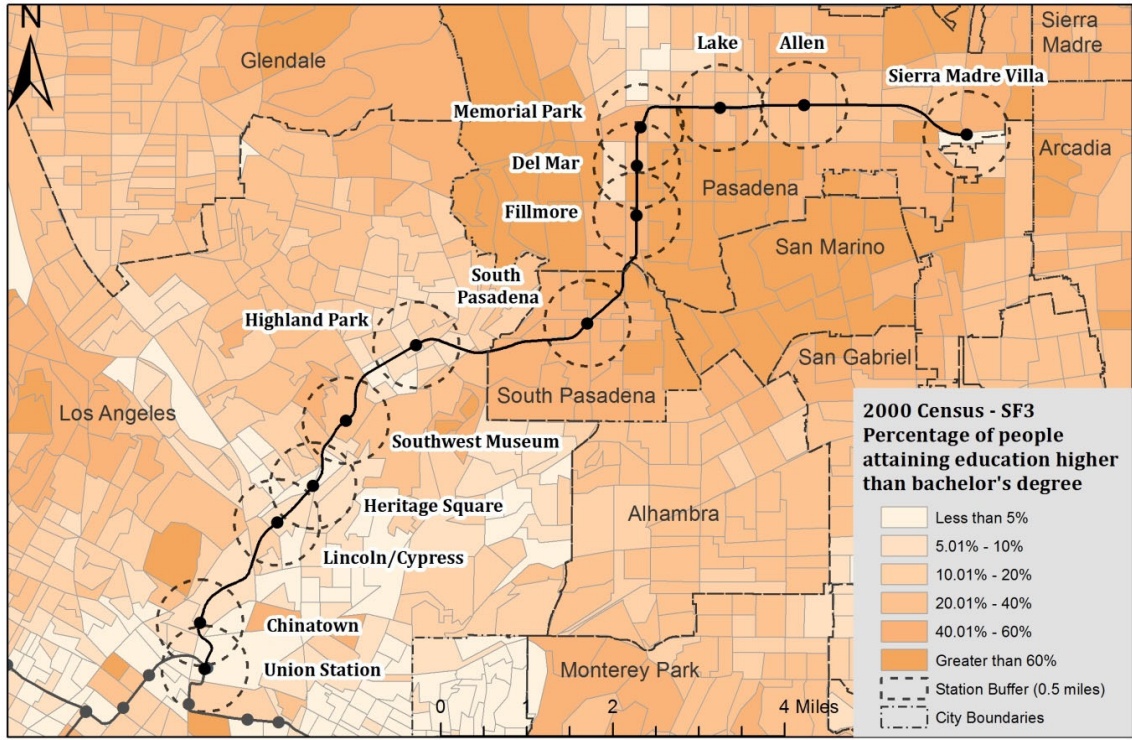 N
Glendale
Lake
Allen
Sierra
Madre
Sierra Madre Villa
Memorial Park
Del Mar
Arcadia
Pasadena
Fillmore
San Marino
South
Pasadena
Highland Park
San Gabriel
South Pasadena
Los Angeles
Southwest Museum
Heritage Square
Alhambra
Lincoln/Cypress
Chinatown
Union Station
Monterey Park
0 2 4 Miles
2000 Census - SF3
Percentage of people
attaining education higher
than bachelor's degree
Less than 5%
5.01% - 10%
10.01% - 20%
20.01% - 40%
40.01% - 60%
Greater than 60%
Station Buffer (0.5 miles)
City Boundaries